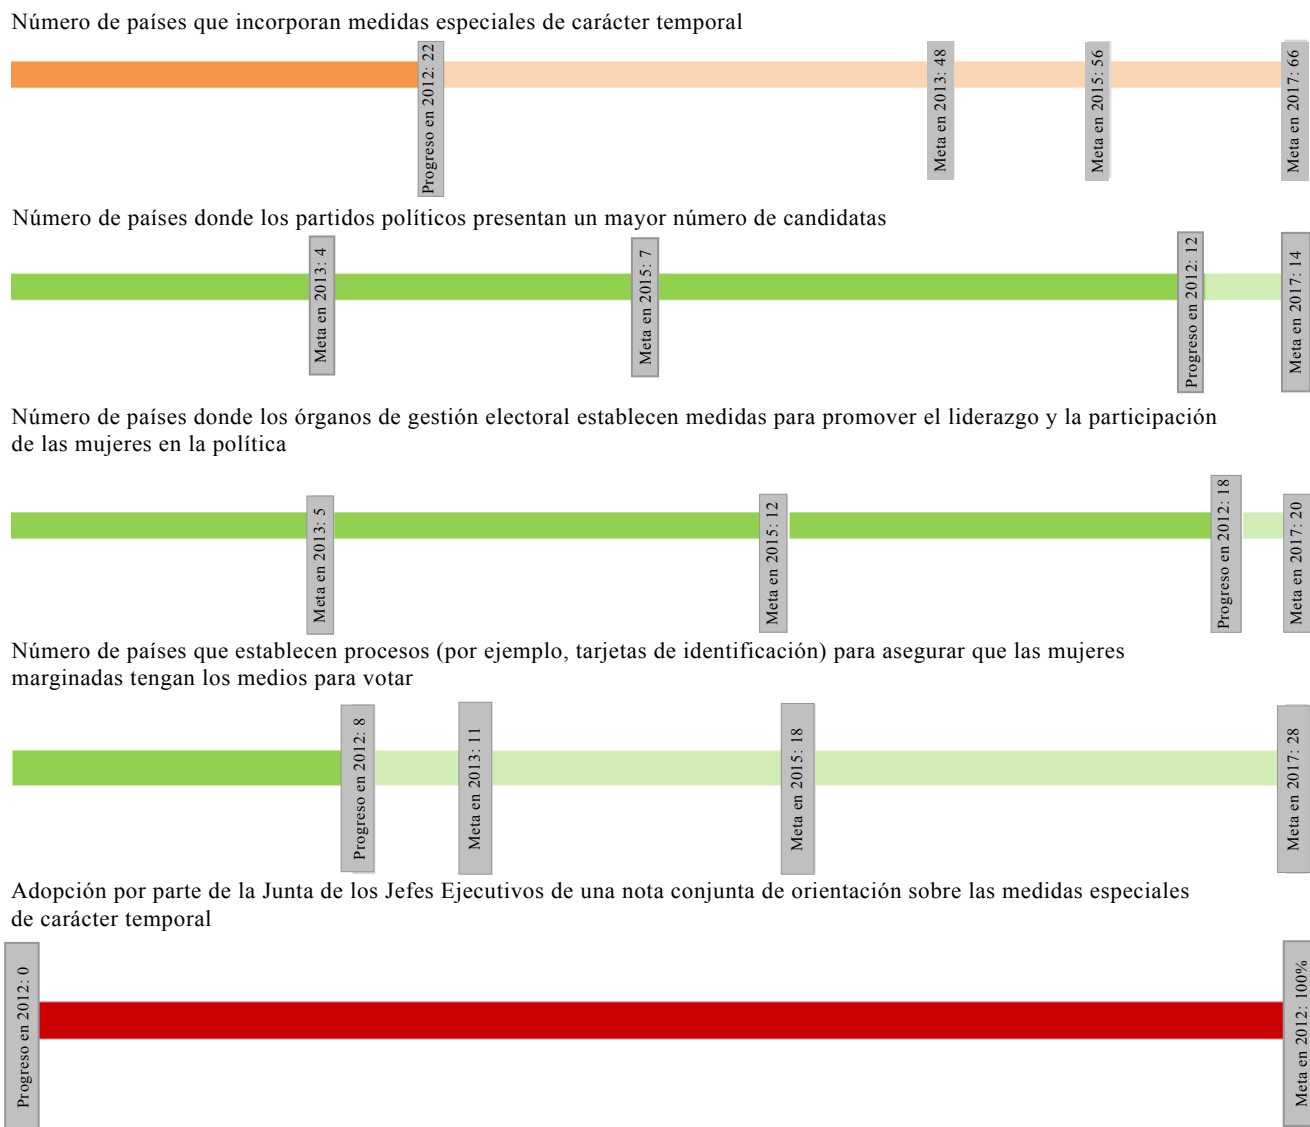 Número de países que incorporan medidas especiales de carácter temporal
Progreso en 2012: 22
Meta en 2013: 48
Meta en 2015: 56
Meta en 2017: 66
Número de países donde los partidos políticos presentan un mayor número de candidatas
Meta en 2013: 4
Meta en 2015: 7
Progreso en 2012: 12
Meta en 2017: 14
Número de países donde los órganos de gestión electoral establecen medidas para promover el liderazgo y la participación
de las mujeres en la política
Meta en 2013: 5
Meta en 2015: 12
Progreso en 2012: 18
Meta en 2017: 20
Número de países que establecen procesos (por ejemplo, tarjetas de identificación) para asegurar que las mujeres
marginadas tengan los medios para votar
Progreso en 2012: 8
Meta en 2013: 11
Meta en 2015: 18
Meta en 2017: 28
Adopción por parte de la Junta de los Jefes Ejecutivos de una nota conjunta de orientación sobre las medidas especiales
de carácter temporal
Progreso en 2012: 0
Meta en 2012: 100%